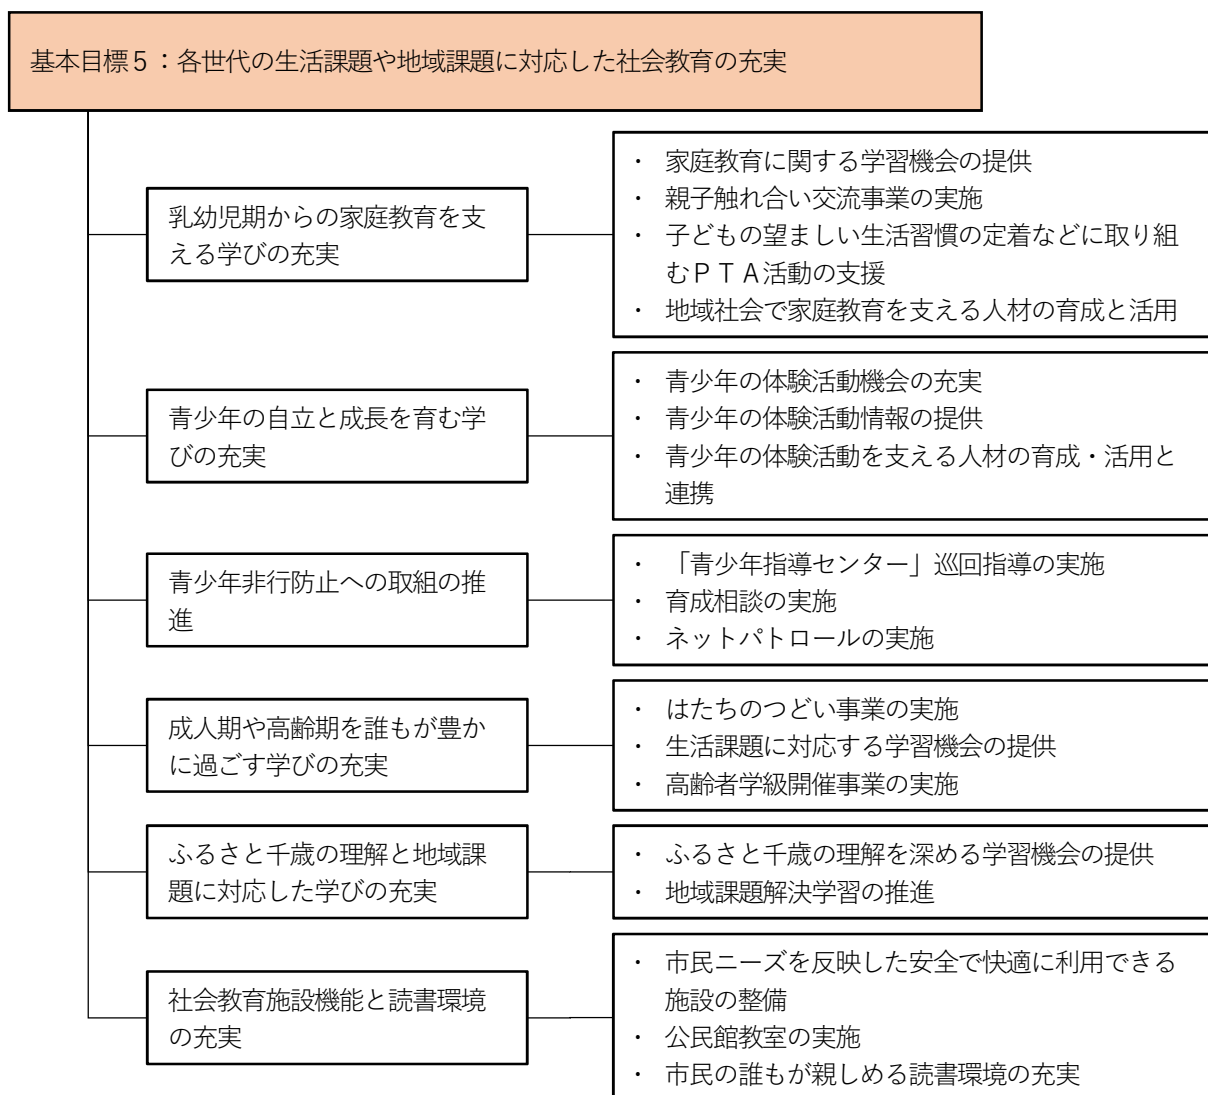 基本目標５：各世代の生活課題や地域課題に対応した社会教育の充実
乳幼児期からの家庭教育を支
える学びの充実
・ 家庭教育に関する学習機会の提供
・ 親子触れ合い交流事業の実施
・ 子どもの望ましい生活習慣の定着などに取り組
むＰＴＡ活動の支援
・ 地域社会で家庭教育を支える人材の育成と活用
青少年の自立と成長を育む学
びの充実
・ 青少年の体験活動機会の充実
・ 青少年の体験活動情報の提供
・ 青少年の体験活動を支える人材の育成・活用と
連携
青少年非行防止への取組の推
進
・ 「青少年指導センター」巡回指導の実施
・ 育成相談の実施
・ ネットパトロールの実施
成人期や高齢期を誰もが豊か
に過ごす学びの充実
・ はたちのつどい事業の実施
・ 生活課題に対応する学習機会の提供
・ 高齢者学級開催事業の実施
ふるさと千歳の理解と地域課
題に対応した学びの充実
・ ふるさと千歳の理解を深める学習機会の提供
・ 地域課題解決学習の推進
社会教育施設機能と読書環境
の充実
・ 市民ニーズを反映した安全で快適に利用できる
施設の整備
・ 公民館教室の実施
・ 市民の誰もが親しめる読書環境の充実